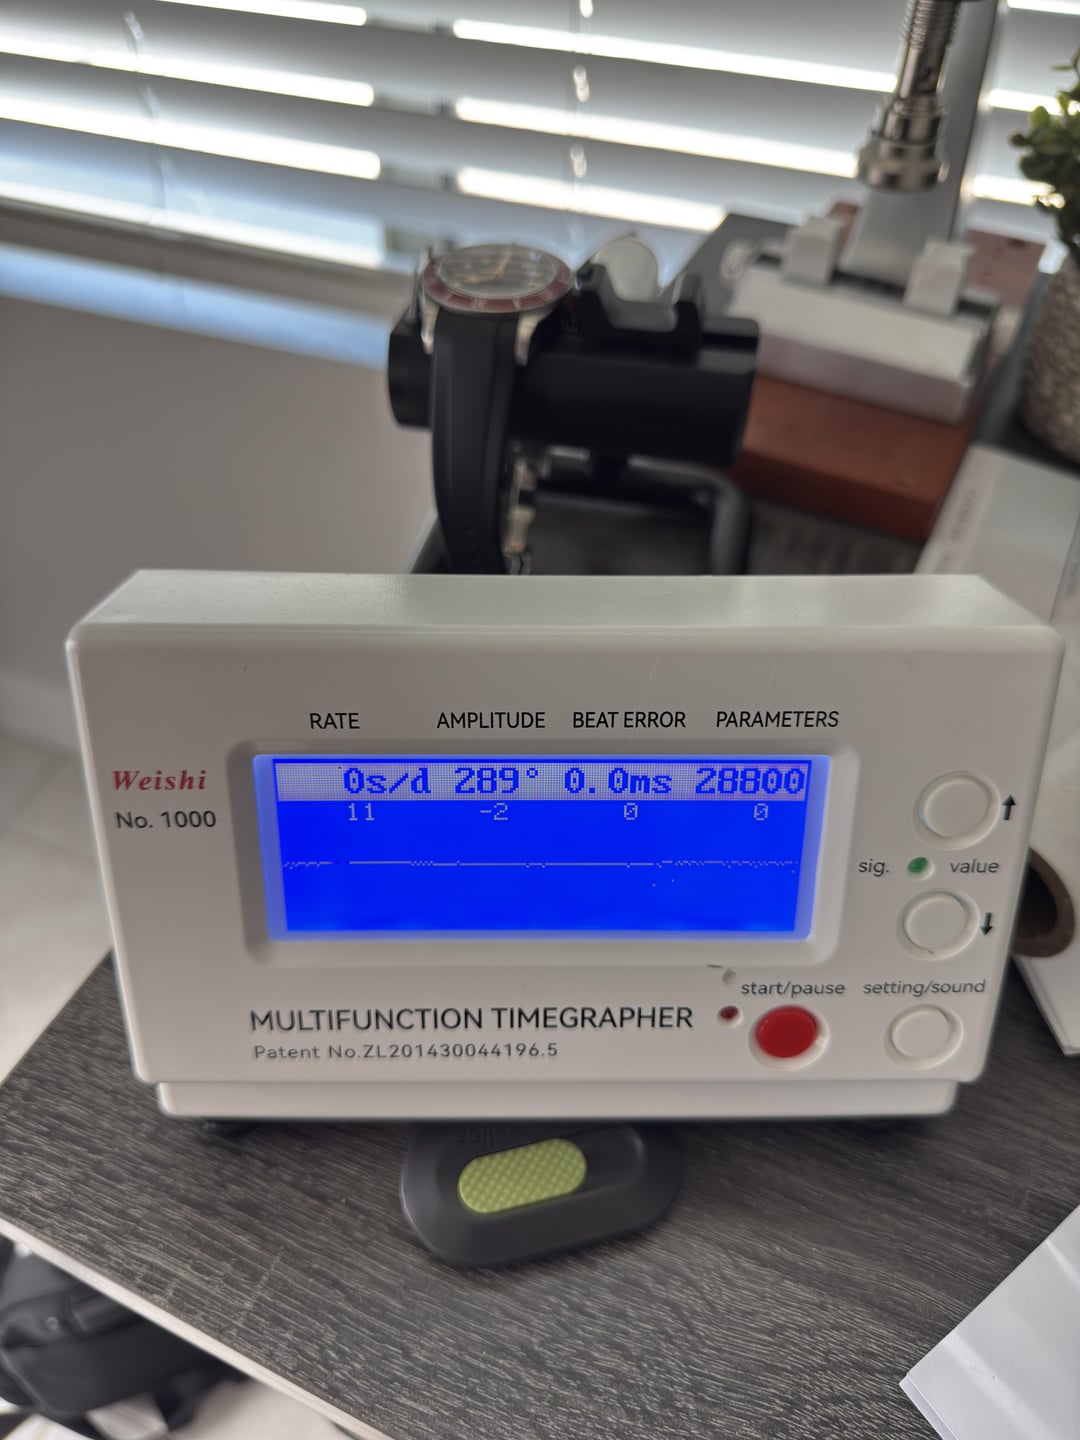 RATE AMPLITUDE BEAT ERROR PARAMETERS
0s/d 289° 0.0ms 28800
11 -2 0 0
Weishi
No. 1000
sig. value
start/pause setting/sound
MULTIFUNCTION TIMEGRAPHER
Patent No.ZL201430044196.5